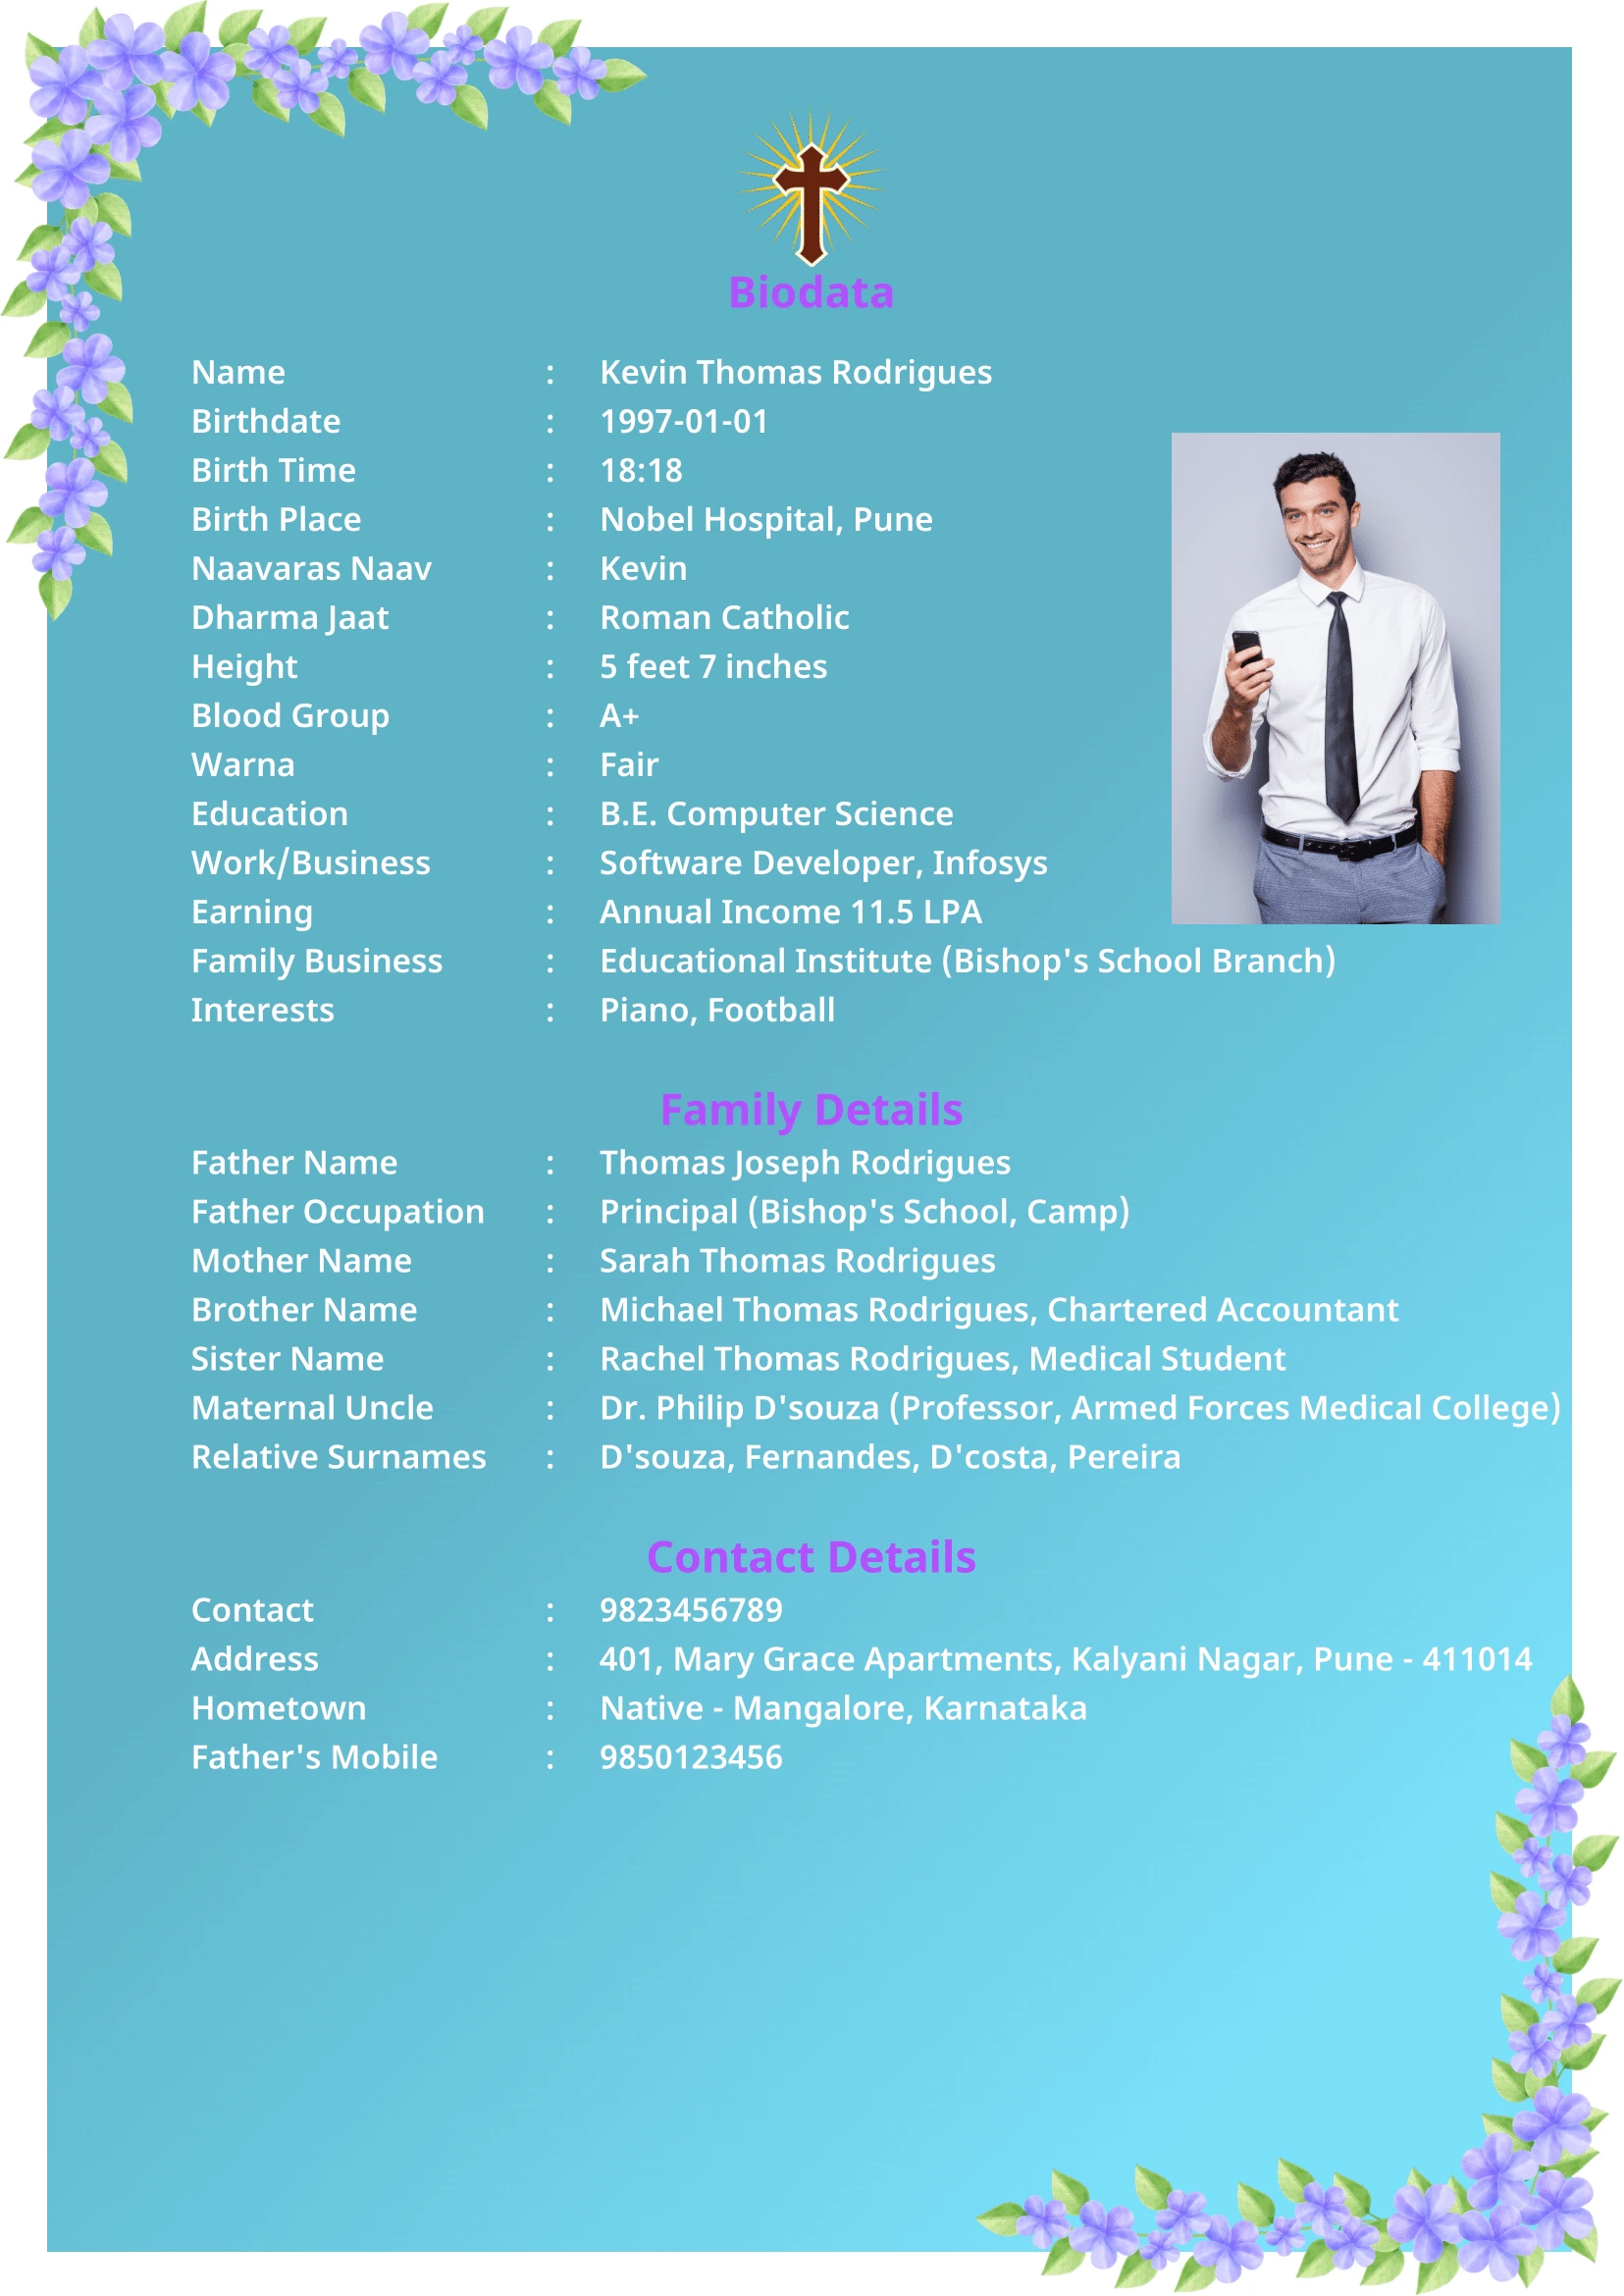 Biodata
Name : Kevin Thomas Rodrigues
Birthdate : 1997-01-01
Birth Time : 18:18
Birth Place : Nobel Hospital, Pune
Naavaras Naav : Kevin
Dharma Jaat : Roman Catholic
Height : 5 feet 7 inches
Blood Group : A+
Warna : Fair
Education : B.E. Computer Science
Work/Business : Software Developer, Infosys
Earning : Annual Income 11.5 LPA
Family Business : Educational Institute (Bishop's School Branch)
Interests : Piano, Football
Family Details
Father Name : Thomas Joseph Rodrigues
Father Occupation : Principal (Bishop's School, Camp)
Mother Name : Sarah Thomas Rodrigues
Brother Name : Michael Thomas Rodrigues, Chartered Accountant
Sister Name : Rachel Thomas Rodrigues, Medical Student
Maternal Uncle : Dr. Philip D'souza (Professor, Armed Forces Medical College)
Relative Surnames : D'souza, Fernandes, D'costa, Pereira
Contact Details
Contact : 9823456789
Address : 401, Mary Grace Apartments, Kalyani Nagar, Pune - 411014
Hometown : Native - Mangalore, Karnataka
Father's Mobile : 9850123456